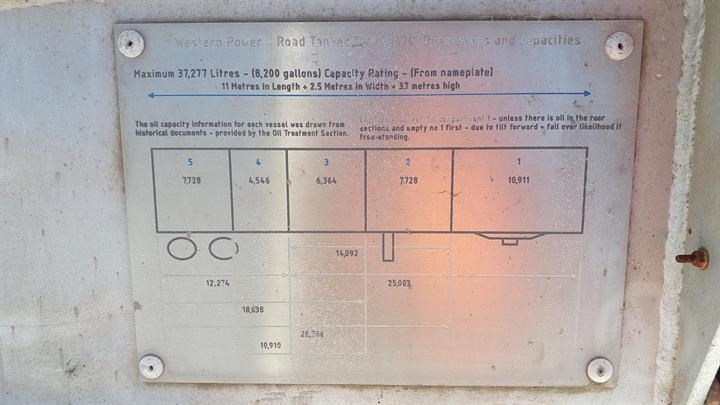 Western Power - Road Tanker Dimensions and Capacities
Maximum 37,277 Litres - (8,200 gallons) Capacity Rating - (From nameplate)
11 Metres in Length + 2.5 Metres in Width + 3.7 metres high
The oil capacity information for each vessel was drawn from
historical documents - provided by the Oil Treatment Section.
compartment 1 - unless there is oil in the rear
sections and empty no 1 first - due to tilt forward + fall over likelihood if
free-standing.
5 4 3 2 1
7,728 4,546 6,364 7,728 10,911
14,092
12,274 25,003
18,638
26,366
10,910